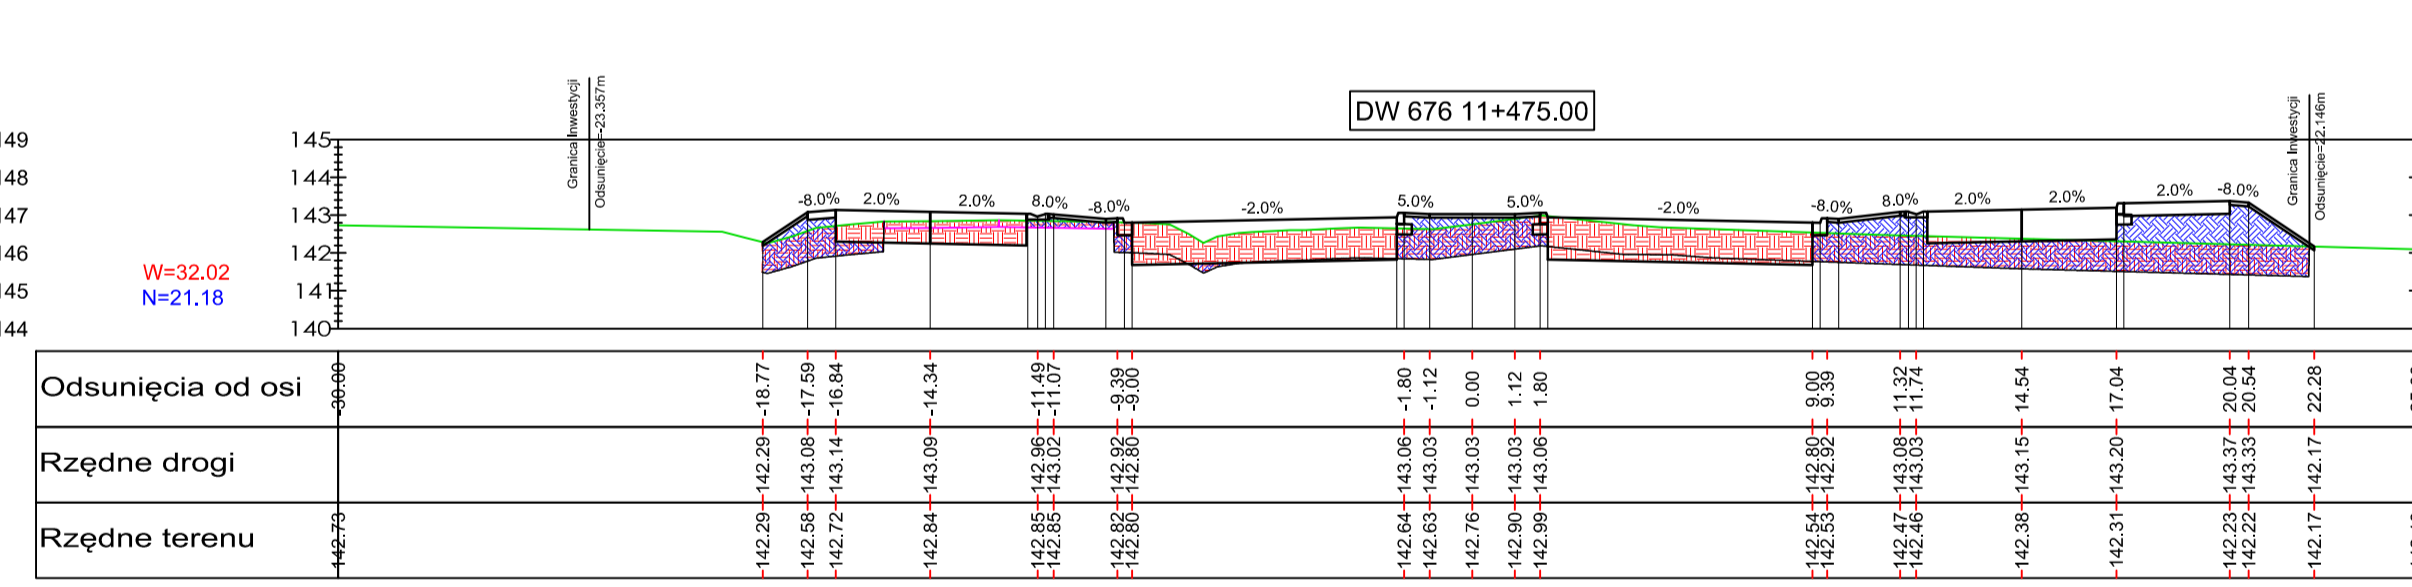 DW 676 11+475.00
Granica Inwestycji
Odsunięcie=-23.357m
Granica Inwestycji
Odsunięcie=22.146m
149
148
147
146
145
144
145
144
143
142
141
140
W=32.02
N=21.18
-8.0% 2.0% 2.0% 8.0% -8.0% -2.0% 5.0% 5.0% -2.0% -8.0% 8.0% 2.0% 2.0% 2.0% -8.0%
Odsunięcia od osi -30.00 -18.77 -17.59 -16.84 -14.34 -11.49 -11.07 -9.39 -9.00 -1.80 -1.12 0.00 1.12 1.80 9.00 9.39 11.32 11.74 14.54 17.04 20.04 20.54 22.28
Rzędne drogi 142.29 143.08 143.14 143.09 142.96 143.02 142.92 142.80 143.06 143.03 143.03 143.03 143.06 142.80 142.92 143.08 143.03 143.15 143.20 143.37 143.33 142.17
Rzędne terenu 142.73 142.29 142.58 142.72 142.84 142.85 142.85 142.82 142.80 142.64 142.63 142.76 142.90 142.99 142.54 142.53 142.47 142.46 142.38 142.31 142.23 142.22 142.17